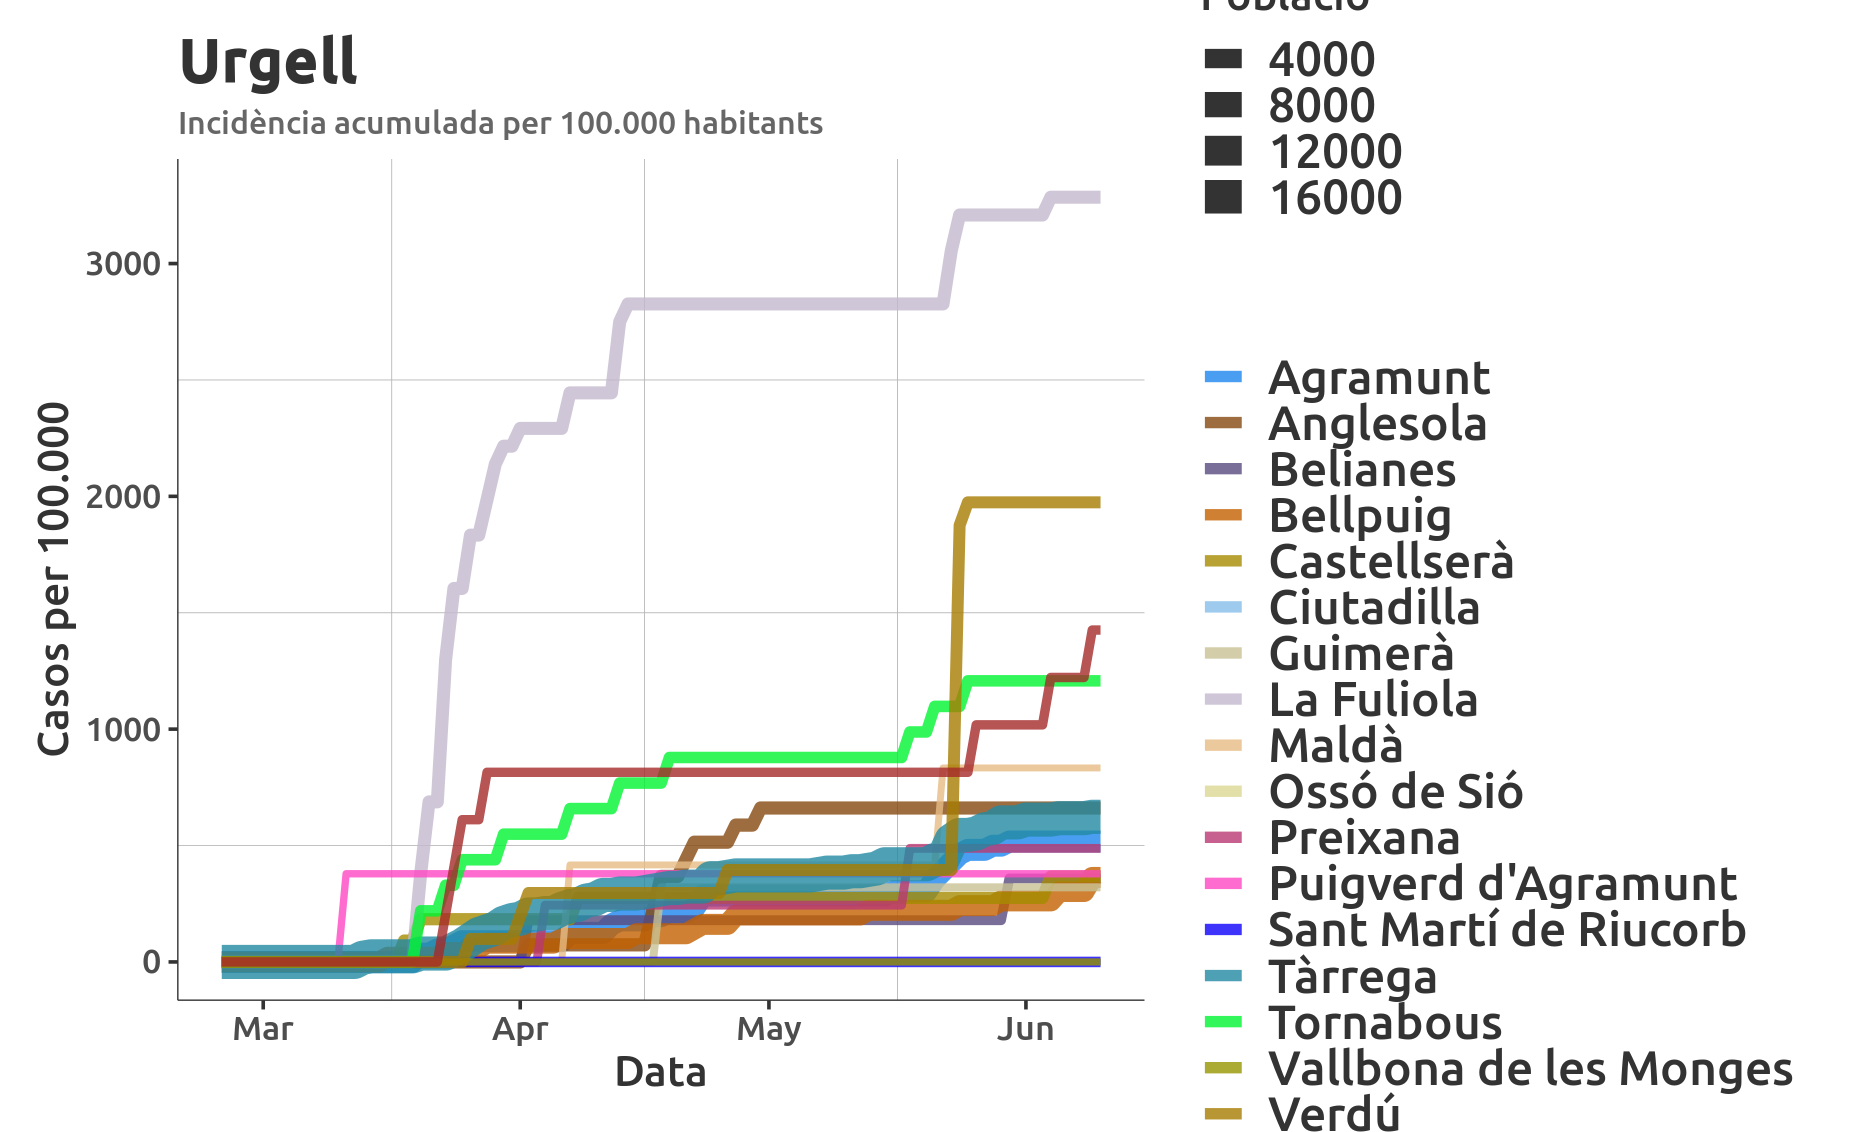 Urgell
Incidència acumulada per 100.000 habitants
Casos per 100.000
3000
2000
1000
0
Mar
Apr
May
Jun
Data
Població
4000
8000
12000
16000
Agramunt
Anglesola
Belianes
Bellpuig
Castellserà
Ciutadilla
Guimerà
La Fuliola
Maldà
Ossó de Sió
Preixana
Puigverd d'Agramunt
Sant Martí de Riucorb
Tàrrega
Tornabous
Vallbona de les Monges
Verdú